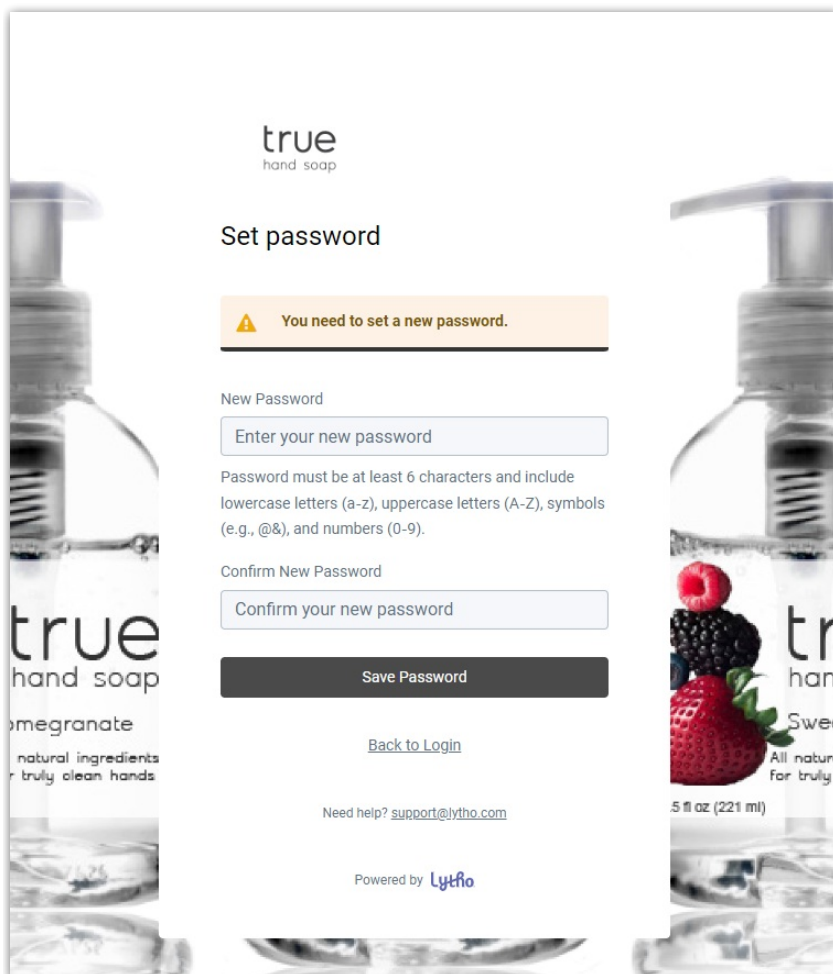 true
hand soap
Set password
You need to set a new password.
New Password
Enter your new password
Password must be at least 6 characters and include
lowercase letters (a-z), uppercase letters (A-Z), symbols
(e.g., @&), and numbers (0-9).
Confirm New Password
Confirm your new password
Save Password
Back to Login
Need help? support@lytho.com
Powered by Lytho
true
hand soap
omegranate
natural ingredients
truly clean hands
tr
han
Swe
All natur
For truly
5 fl oz (221 ml)